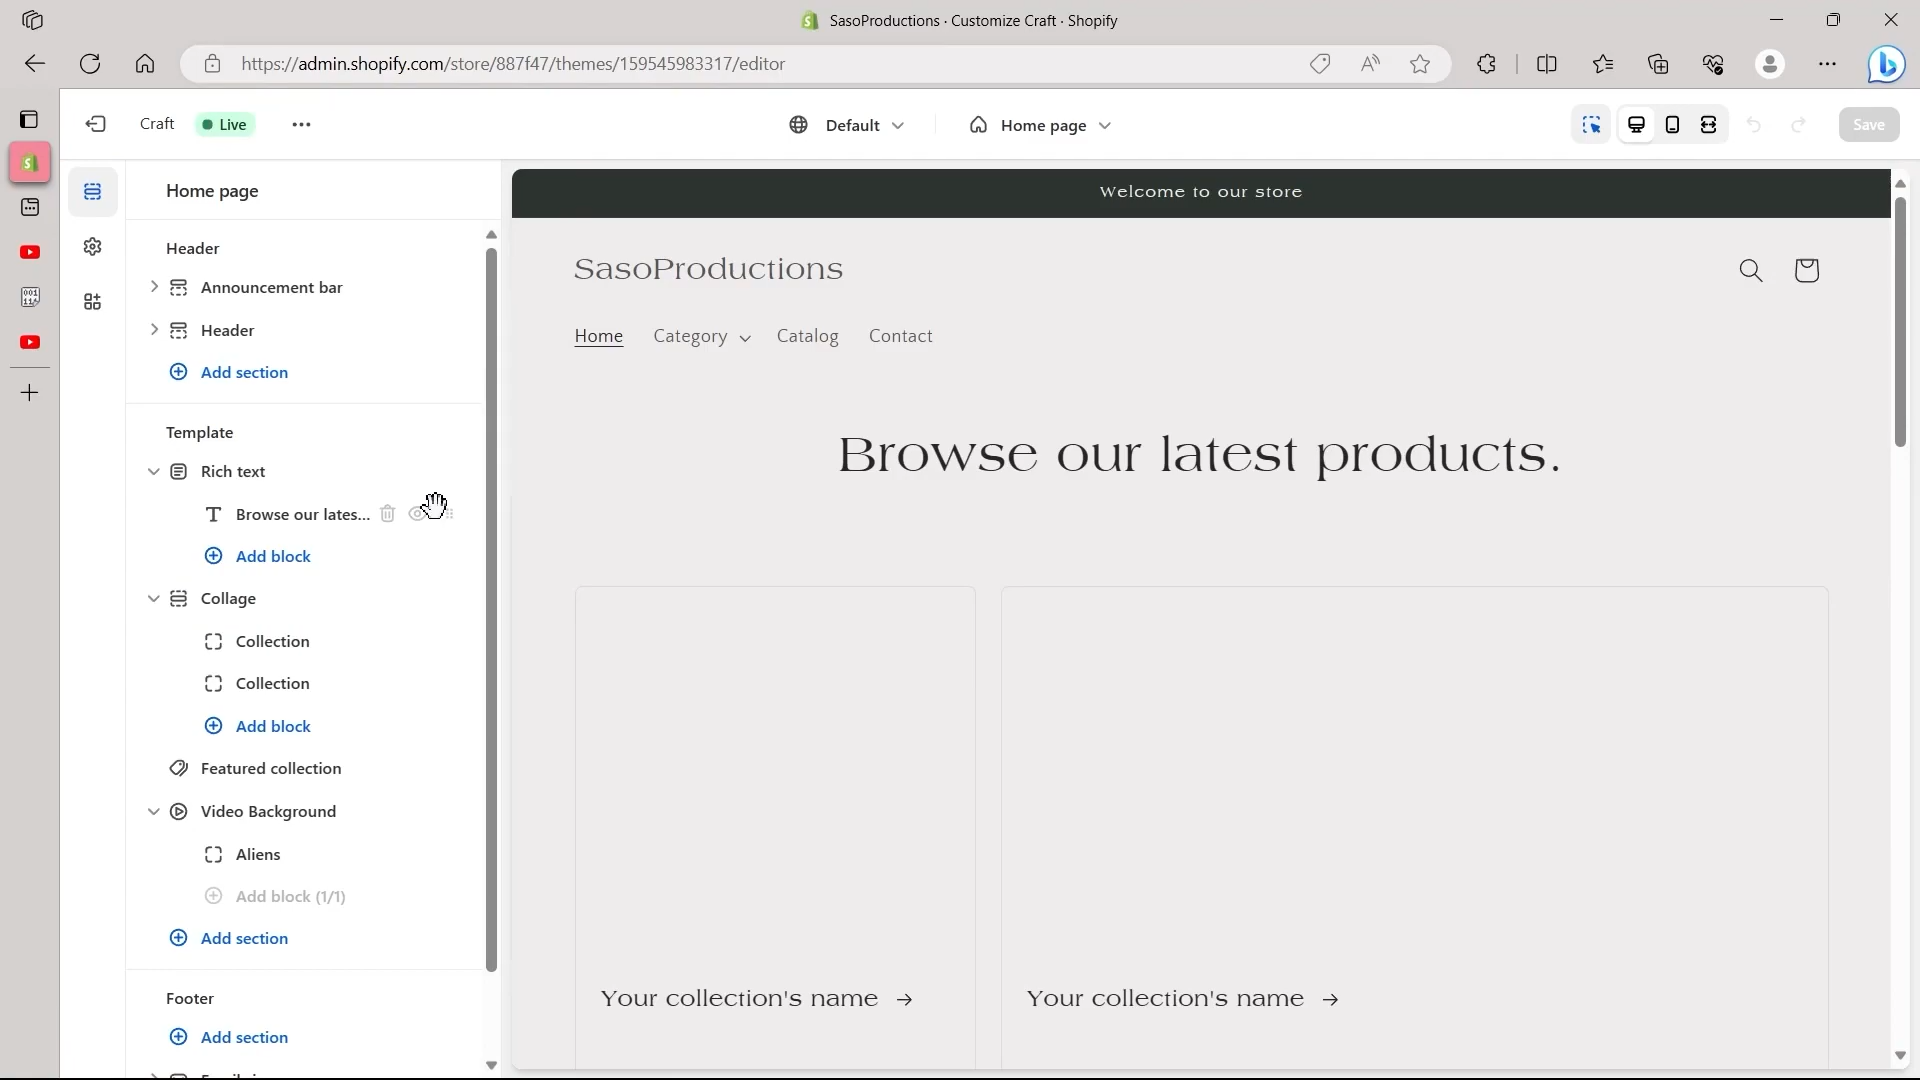 SasoProductions · Customize Craft · Shopify
https://admin.shopify.com/store/887f47/themes/159545983317/editor
Craft
Live
Default
Home page
Save
Home page
Header
Announcement bar
Header
Add section
Template
Rich text
Browse our lates...
Add block
Collage
Collection
Collection
Add block
Featured collection
Video Background
Aliens
Add block (1/1)
Add section
Footer
Add section
Welcome to our store
SasoProductions
Home Category Catalog Contact
Browse our latest products.
Your collection's name →
Your collection's name →